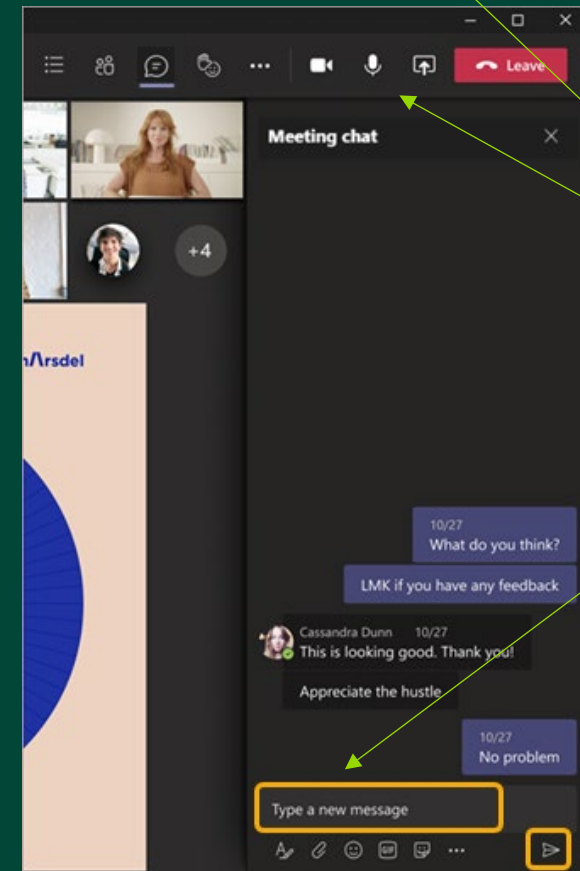 Leave
Meeting chat
+4
10/27
What do you think?
LMK if you have any feedback
Cassandra Dunn 10/27
This is looking good. Thank you!
Appreciate the hustle
10/27
No problem
Type a new message
GIF